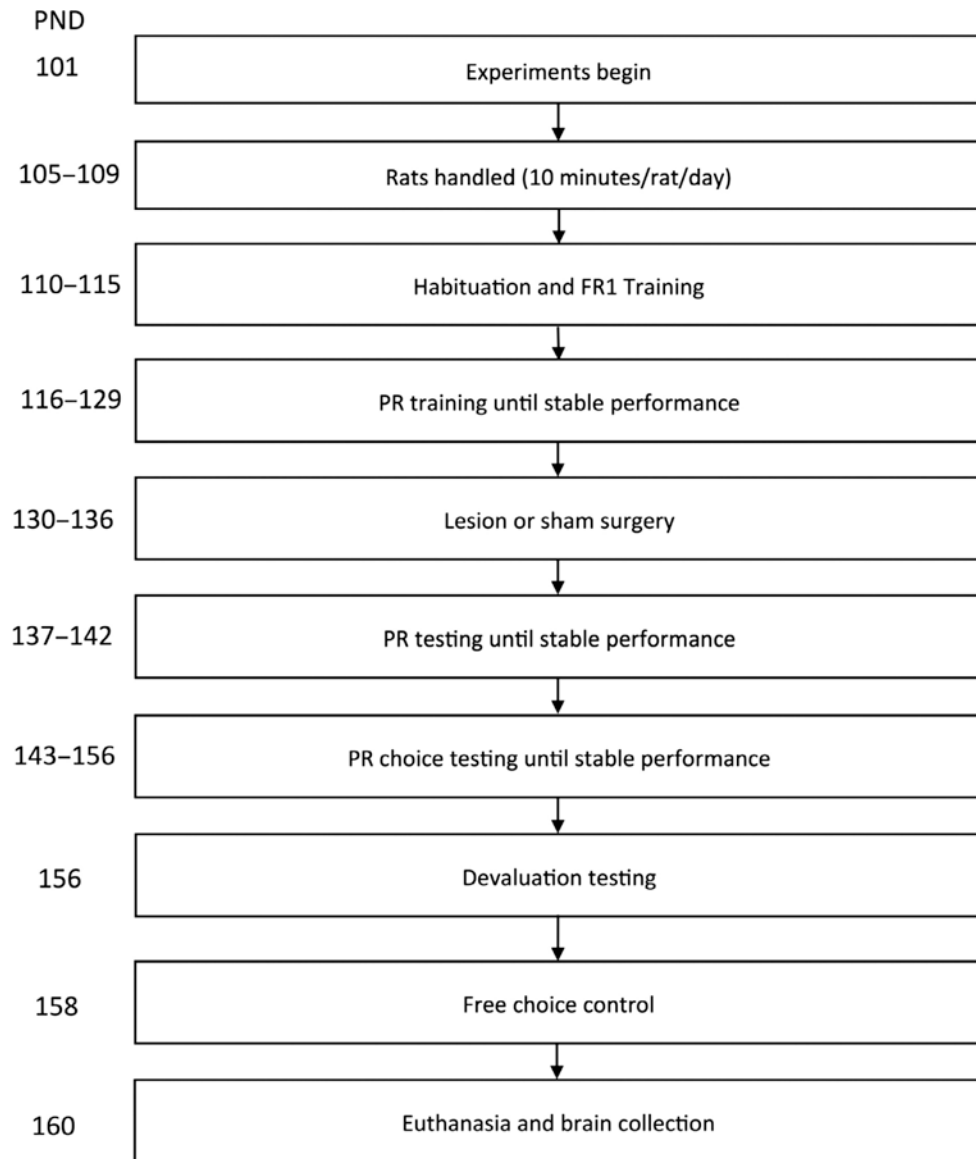 PND
101
Experiments begin
105–109
Rats handled (10 minutes/rat/day)
110–115
Habituation and FR1 Training
116–129
PR training until stable performance
130–136
Lesion or sham surgery
137–142
PR testing until stable performance
143–156
PR choice testing until stable performance
156
Devaluation testing
158
Free choice control
160
Euthanasia and brain collection